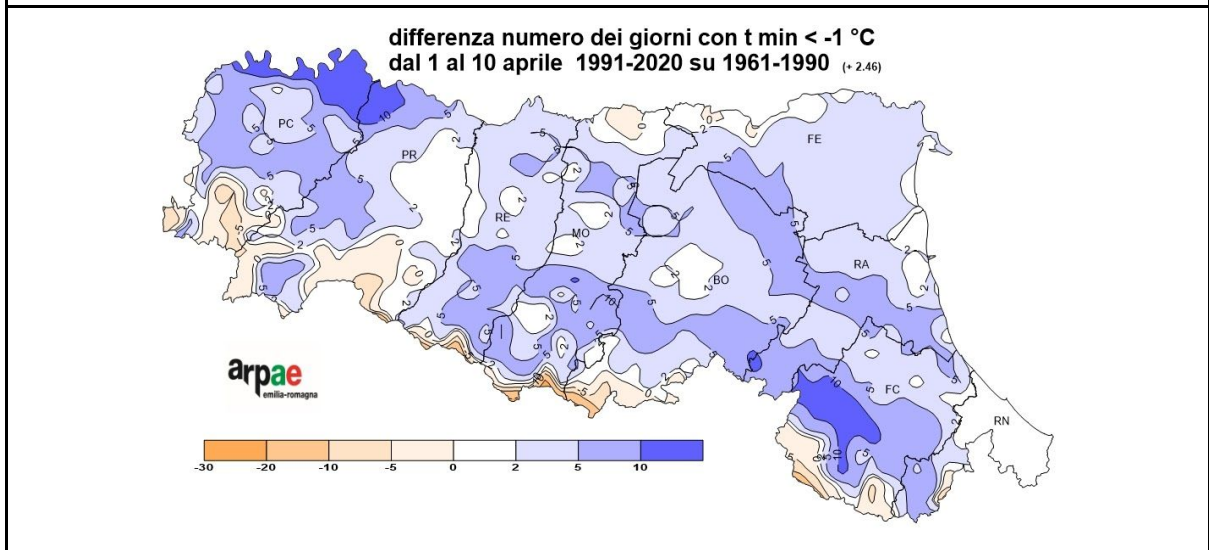 differenza numero dei giorni con t min < -1 °C
dal 1 al 10 aprile 1991-2020 su 1961-1990 (+ 2.46)
PC
PR
RE
MO
BO
FE
RA
FC
RN
arpae
emilia-romagna
-30 -20 -10 -5 0 2 5 10